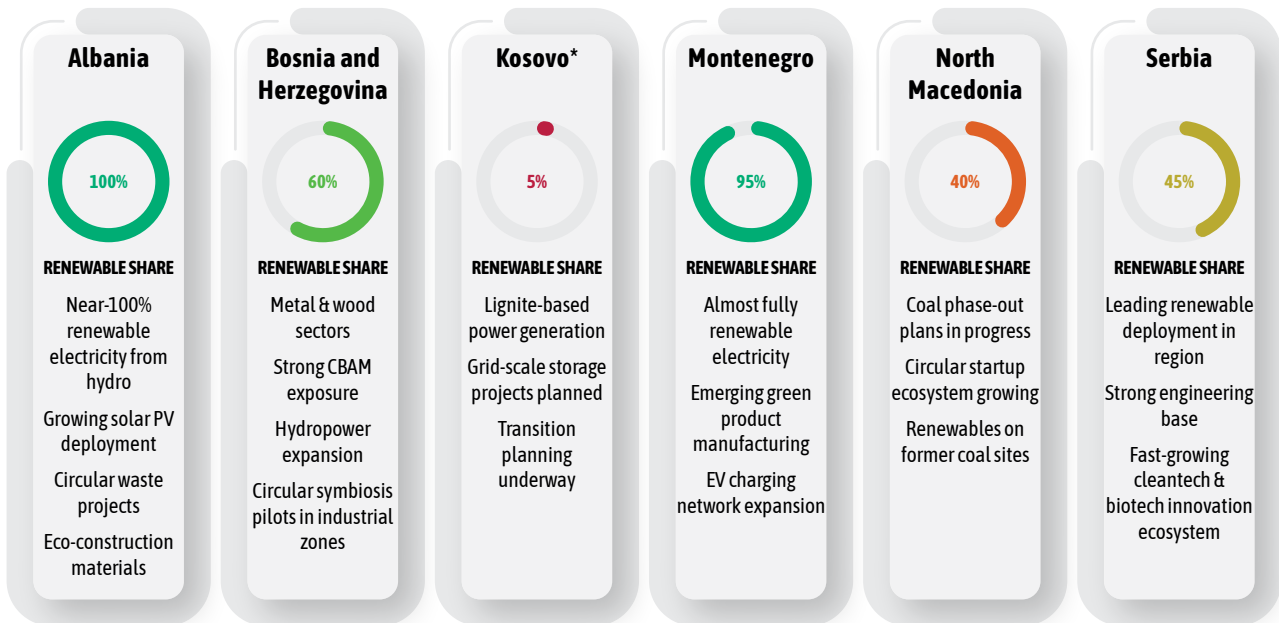 Albania
100%
RENEWABLE SHARE
Near-100%
renewable
electricity from
hydro
Growing solar PV
deployment
Circular waste
projects
Eco-construction
materials
Bosnia and
Herzegovina
60%
RENEWABLE SHARE
Metal & wood
sectors
Strong CBAM
exposure
Hydropower
expansion
Circular symbiosis
pilots in industrial
zones
Kosovo*
5%
RENEWABLE SHARE
Lignite-based
power generation
Grid-scale storage
projects planned
Transition
planning
underway
Montenegro
95%
RENEWABLE SHARE
Almost fully
renewable
electricity
Emerging green
product
manufacturing
EV charging
network expansion
North
Macedonia
40%
RENEWABLE SHARE
Coal phase-out
plans in progress
Circular startup
ecosystem growing
Renewables on
former coal sites
Serbia
45%
RENEWABLE SHARE
Leading renewable
deployment in
region
Strong engineering
base
Fast-growing
cleantech &
biotech innovation
ecosystem